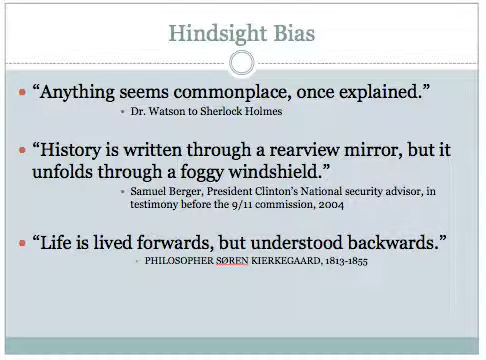 Hindsight Bias
• “Anything seems commonplace, once explained.”
• Dr. Watson to Sherlock Holmes
• “History is written through a rearview mirror, but it
unfolds through a foggy windshield.”
• Samuel Berger, President Clinton’s National security advisor, in
testimony before the 9/11 commission, 2004
• “Life is lived forwards, but understood backwards.”
• PHILOSOPHER SØREN KIERKEGAARD, 1813-1855